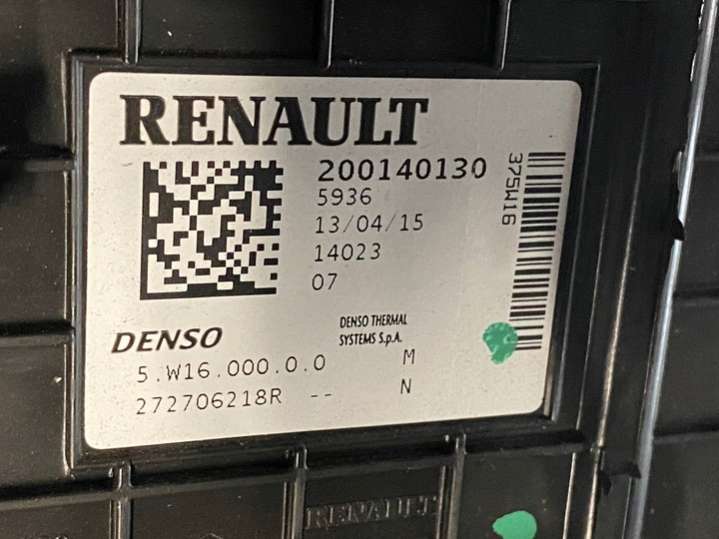 RENAULT
200140130
5936
13/04/15
14023
07
375W16
DENSO
DENSO THERMAL
SYSTEMS S.p.A.
5.W16.000.0.0 M
272706218R -- N
RENAULT